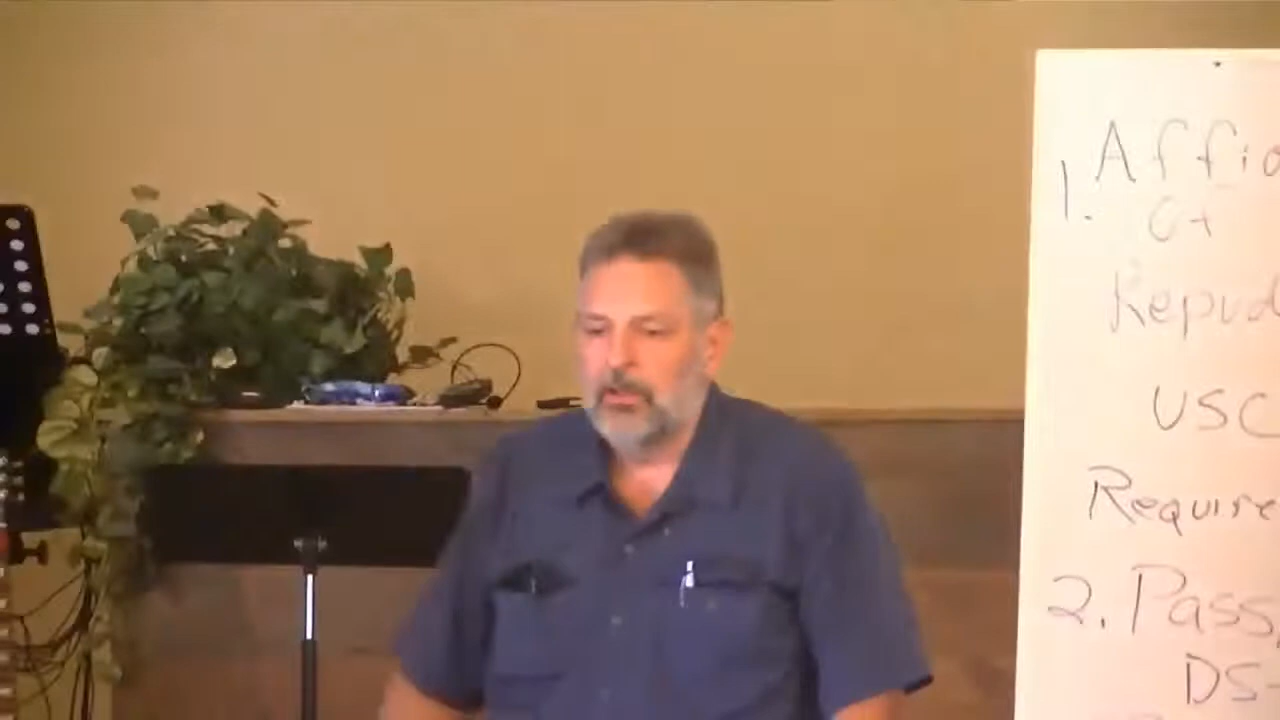 1. Affid
Of
Repud
USC
Require
2. Pass
DS-